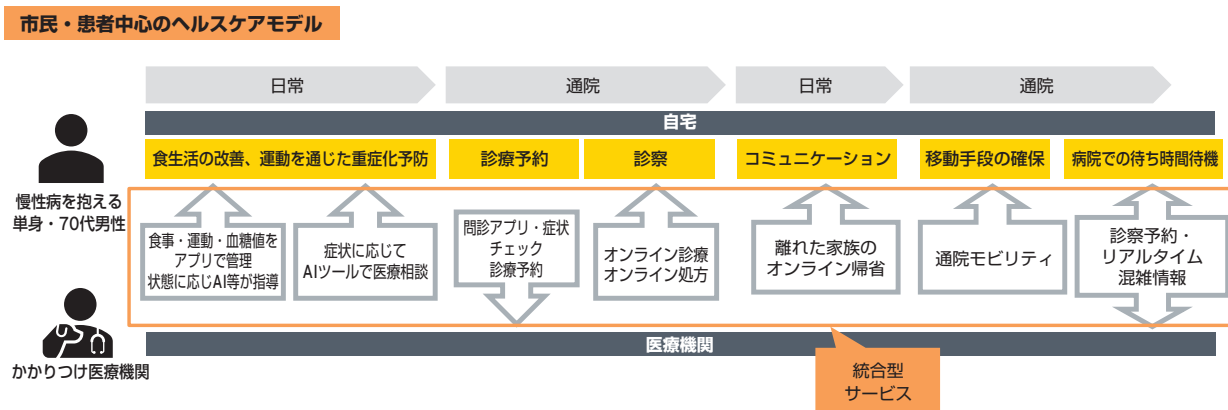 市民・患者中心のヘルスケアモデル
日常
通院
日常
通院
自宅
食生活の改善、運動を通じた重症化予防
診療予約
診察
コミュニケーション
移動手段の確保
病院での待ち時間待機
慢性病を抱える
単身・70代男性
食事・運動・血糖値を
アプリで管理
状態に応じAI等が指導
症状に応じて
AIツールで医療相談
問診アプリ・症状
チェック
診療予約
オンライン診療
オンライン処方
離れた家族の
オンライン帰省
通院モビリティ
診察予約・
リアルタイム
混雑情報
かかりつけ医療機関
医療機関
統合型
サービス